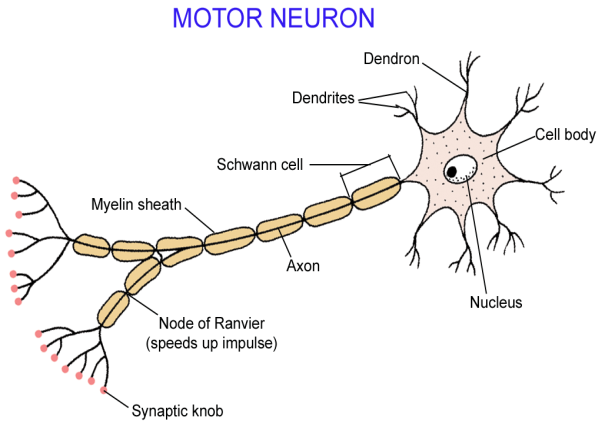 MOTOR NEURON
Dendron
Dendrites
Cell body
Schwann cell
Myelin sheath
Axon
Nucleus
Node of Ranvier
(speeds up impulse)
Synaptic knob